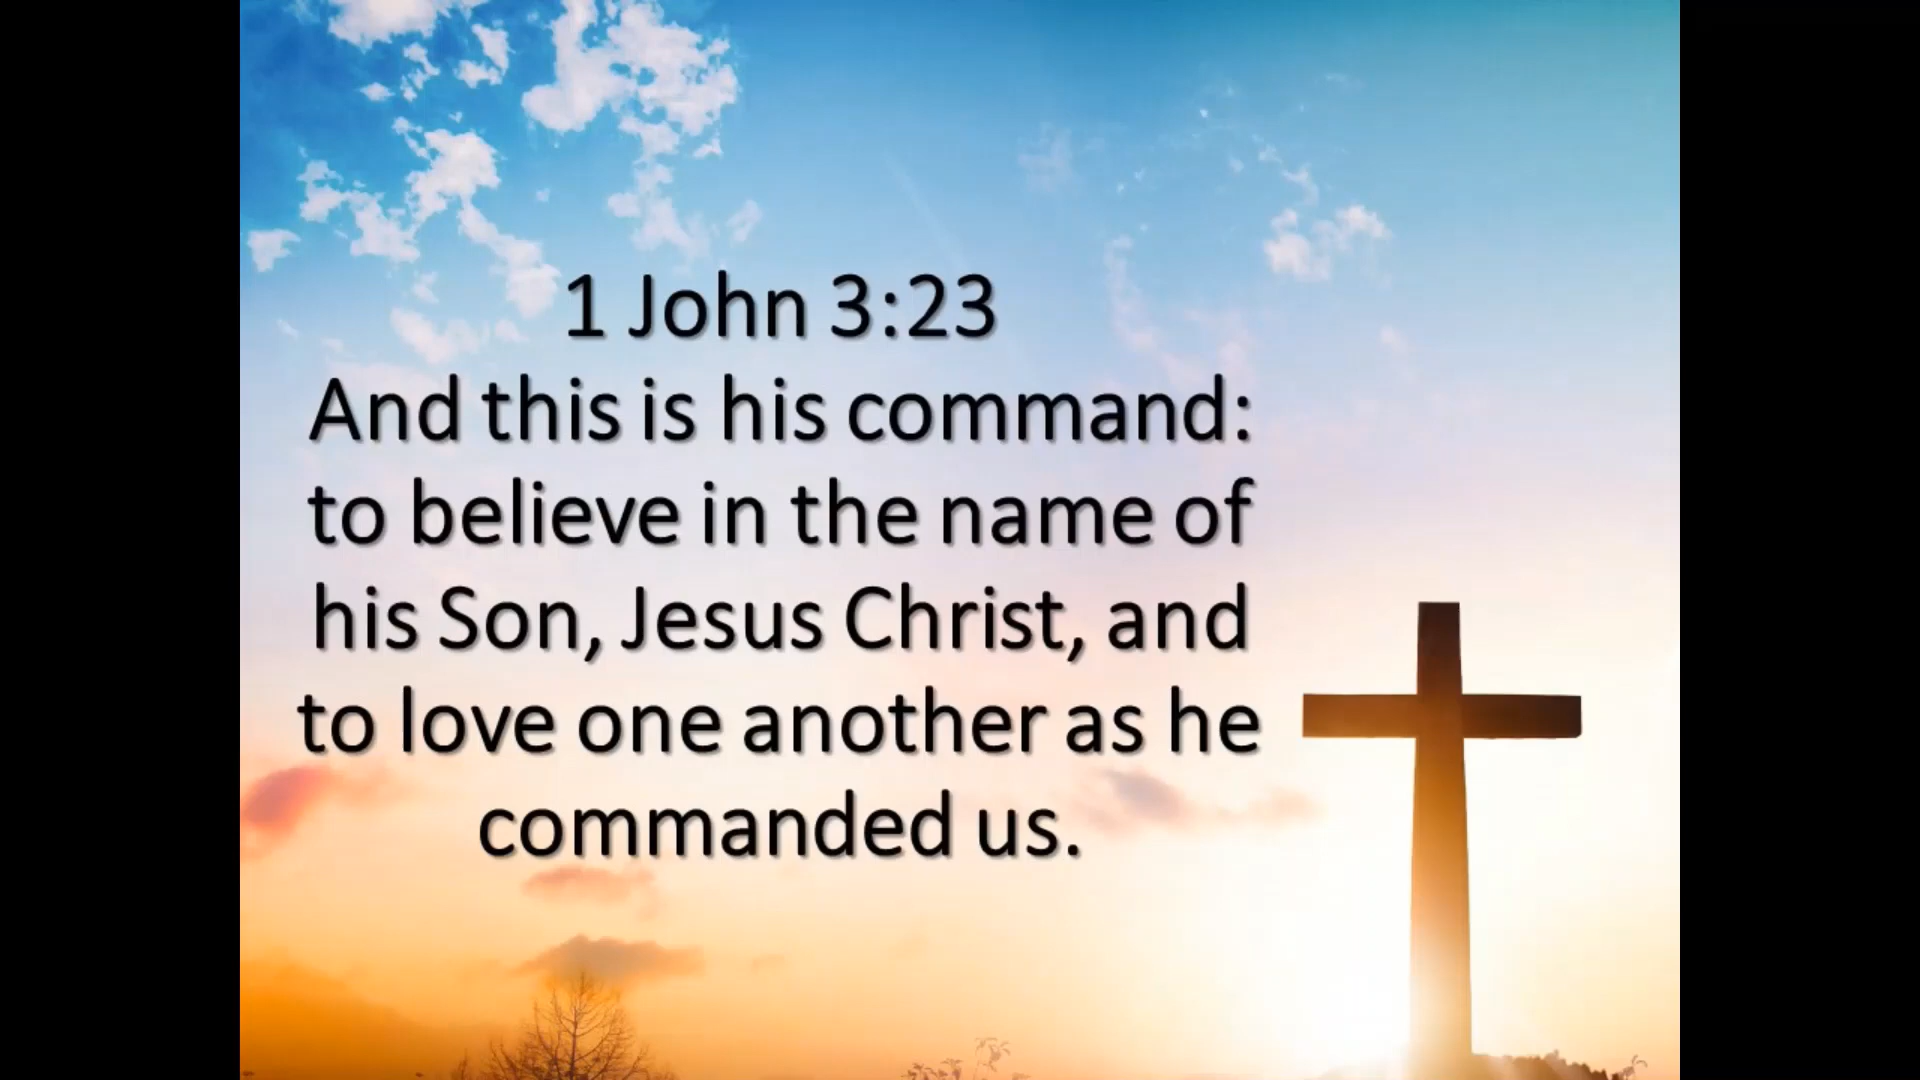 1 John 3:23
And this is his command:
to believe in the name of
his Son, Jesus Christ, and
to love one another as he
commanded us.